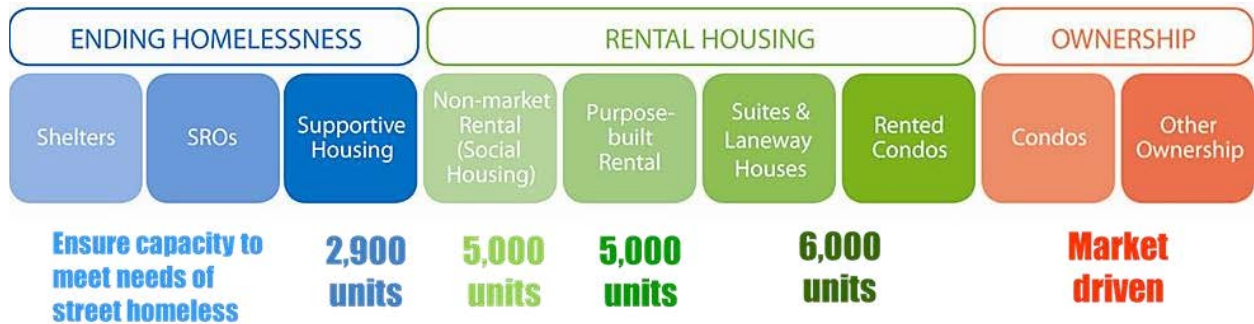 ENDING HOMELESSNESS
RENTAL HOUSING
OWNERSHIP
Shelters
SROs
Supportive
Housing
Non-market
Rental
(Social
Housing)
Purpose-
built
Rental
Suites &
Laneway
Houses
Rented
Condos
Condos
Other
Ownership
Ensure capacity to
meet needs of
street homeless
2,900
units
5,000
units
5,000
units
6,000
units
Market
driven